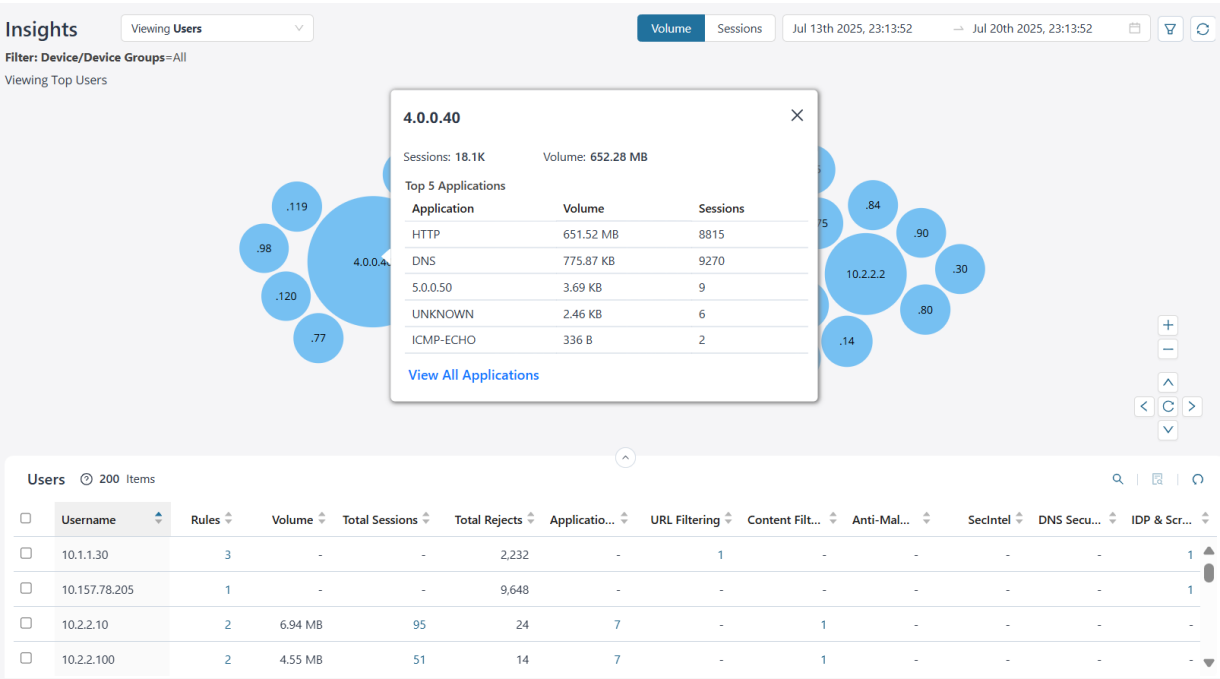 Insights
Viewing Users
Volume
Sessions
Jul 13th 2025, 23:13:52
Jul 20th 2025, 23:13:52
Filter: Device/Device Groups=All
Viewing Top Users
4.0.0.40
Sessions: 18.1K Volume: 652.28 MB
Top 5 Applications
Application Volume Sessions
HTTP 651.52 MB 8815
DNS 775.87 KB 9270
5.0.0.50 3.69 KB 9
UNKNOWN 2.46 KB 6
ICMP-ECHO 336 B 2
View All Applications
.119
.98
.120
.77
.84
.90
10.2.2.2
.30
.80
.14
Users 200 Items
Username Rules Volume Total Sessions Total Rejects Applicatio... URL Filtering Content Filt... Anti-Mal... SecIntel DNS Secu... IDP & Scr...
10.1.1.30 3 - - 2,232 - 1 - - - - 1
10.157.78.205 1 - - 9,648 - - - - - - 1
10.2.2.10 2 6.94 MB 95 24 7 - 1 - - - -
10.2.2.100 2 4.55 MB 51 14 7 - 1 - - - -